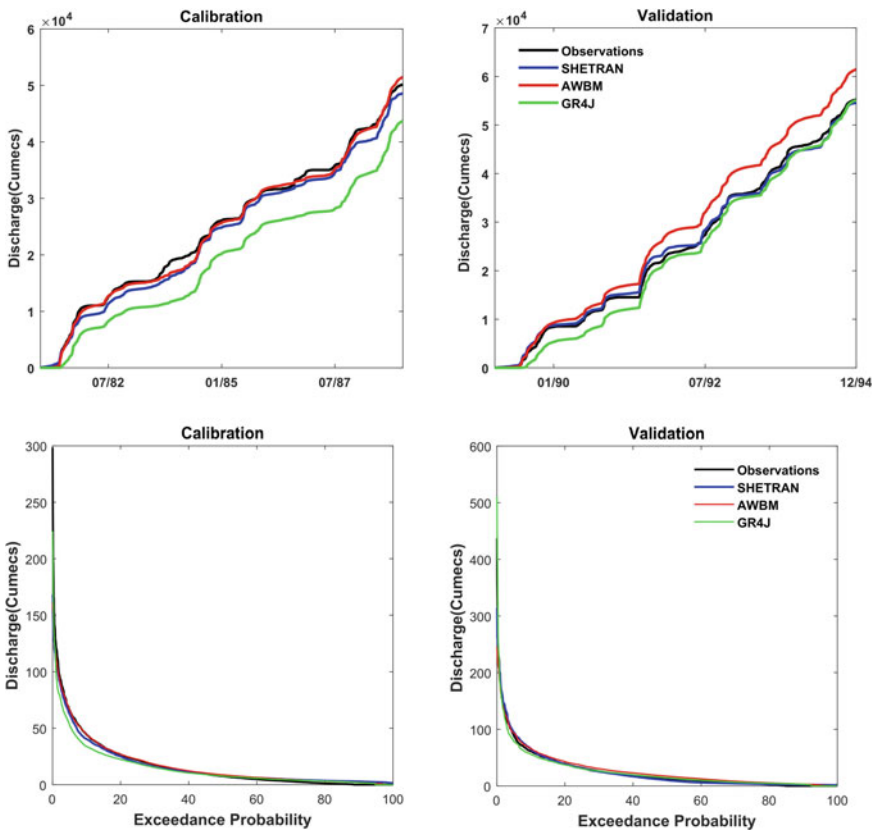 Calibration
×10⁴
6
5
4
3
2
1
0
Discharge(Cumecs)
07/82
01/85
07/87
Validation
×10⁴
7
6
5
4
3
2
1
0
Discharge(Cumecs)
Observations
SHETRAN
AWBM
GR4J
01/90
07/92
12/94
Calibration
300
250
200
150
100
50
0
Discharge(Cumecs)
0 20 40 60 80 100
Exceedance Probability
Validation
600
500
400
300
200
100
0
Discharge(Cumecs)
Observations
SHETRAN
AWBM
GR4J
0 20 40 60 80 100
Exceedance Probability